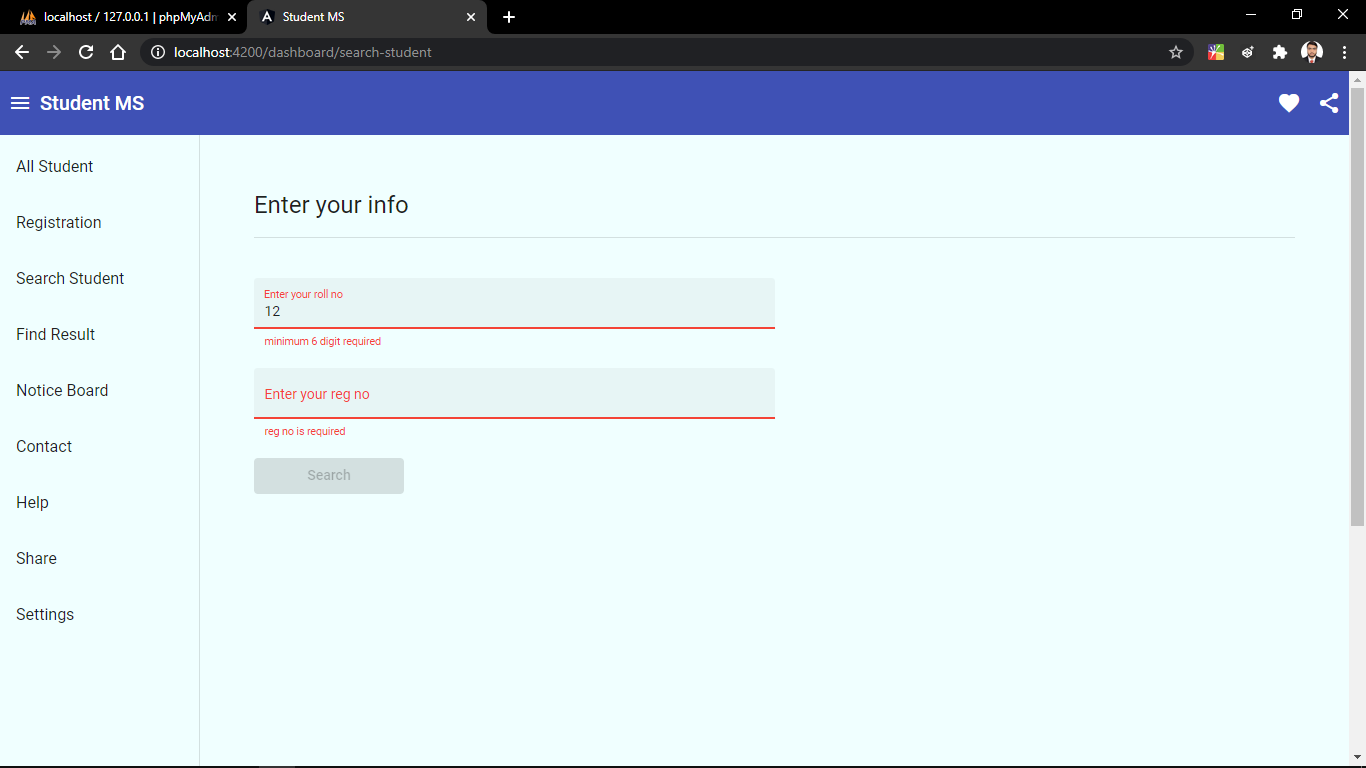 localhost / 127.0.0.1 | phpMyAdm
Student MS
localhost:4200/dashboard/search-student
Student MS
All Student
Registration
Search Student
Find Result
Notice Board
Contact
Help
Share
Settings
Enter your info
Enter your roll no
12
minimum 6 digit required
Enter your reg no
reg no is required
Search